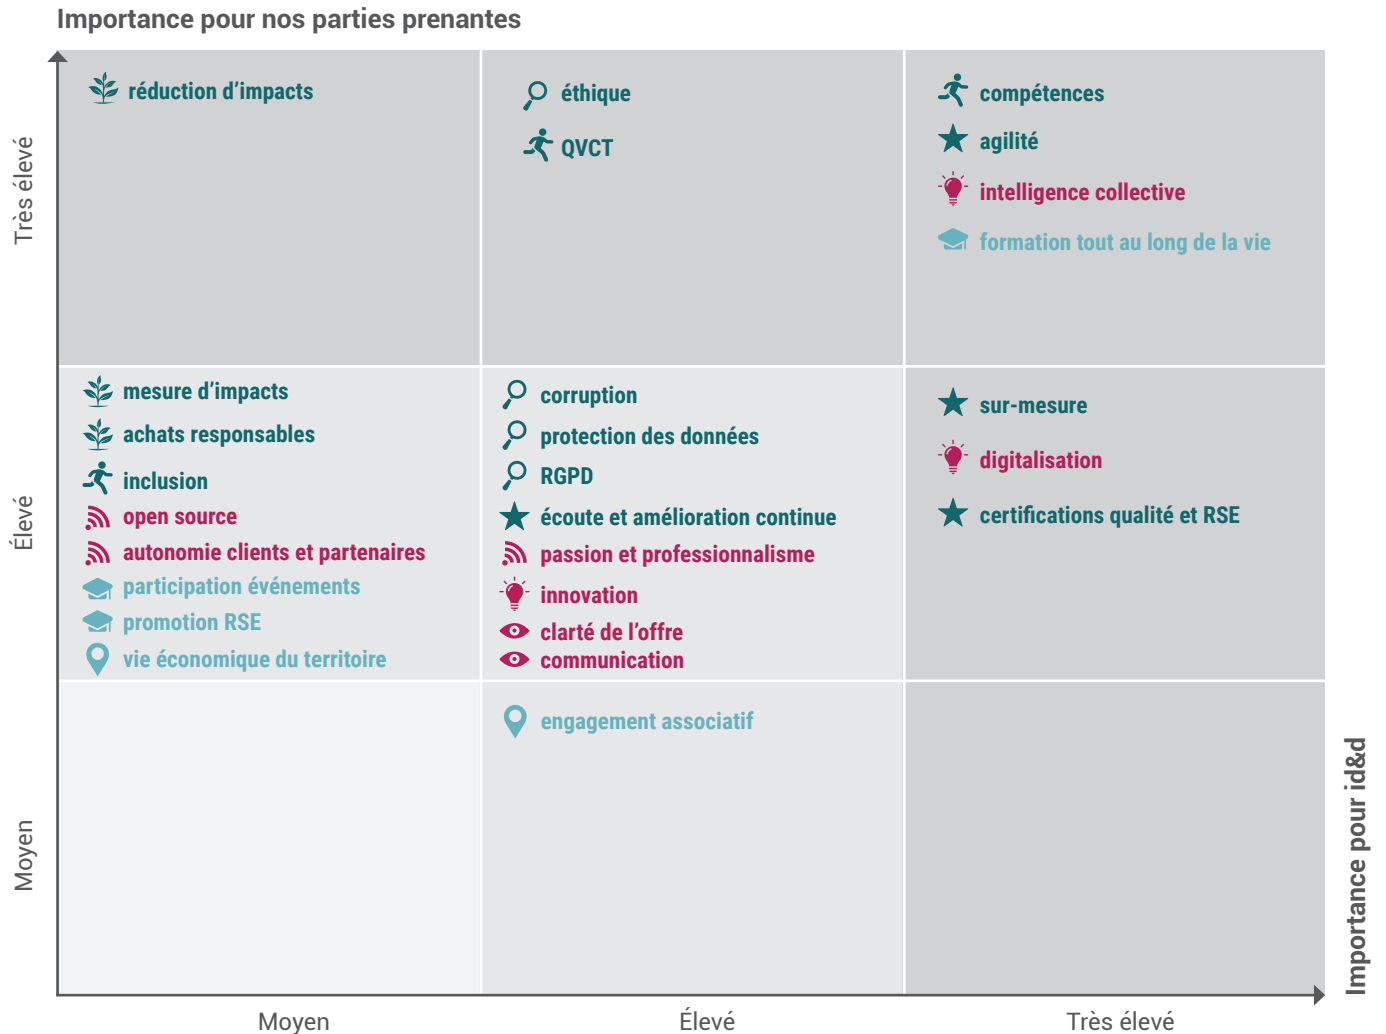 Importance pour nos parties prenantes
Très élevé
réduction d’impacts
éthique
QVCT
compétences
agilité
intelligence collective
formation tout au long de la vie
Élevé
mesure d’impacts
achats responsables
inclusion
open source
autonomie clients et partenaires
participation événements
promotion RSE
vie économique du territoire
corruption
protection des données
RGPD
écoute et amélioration continue
passion et professionnalisme
innovation
clarté de l’offre
communication
sur-mesure
digitalisation
certifications qualité et RSE
Moyen
engagement associatif
Importance pour id&d
Moyen
Élevé
Très élevé